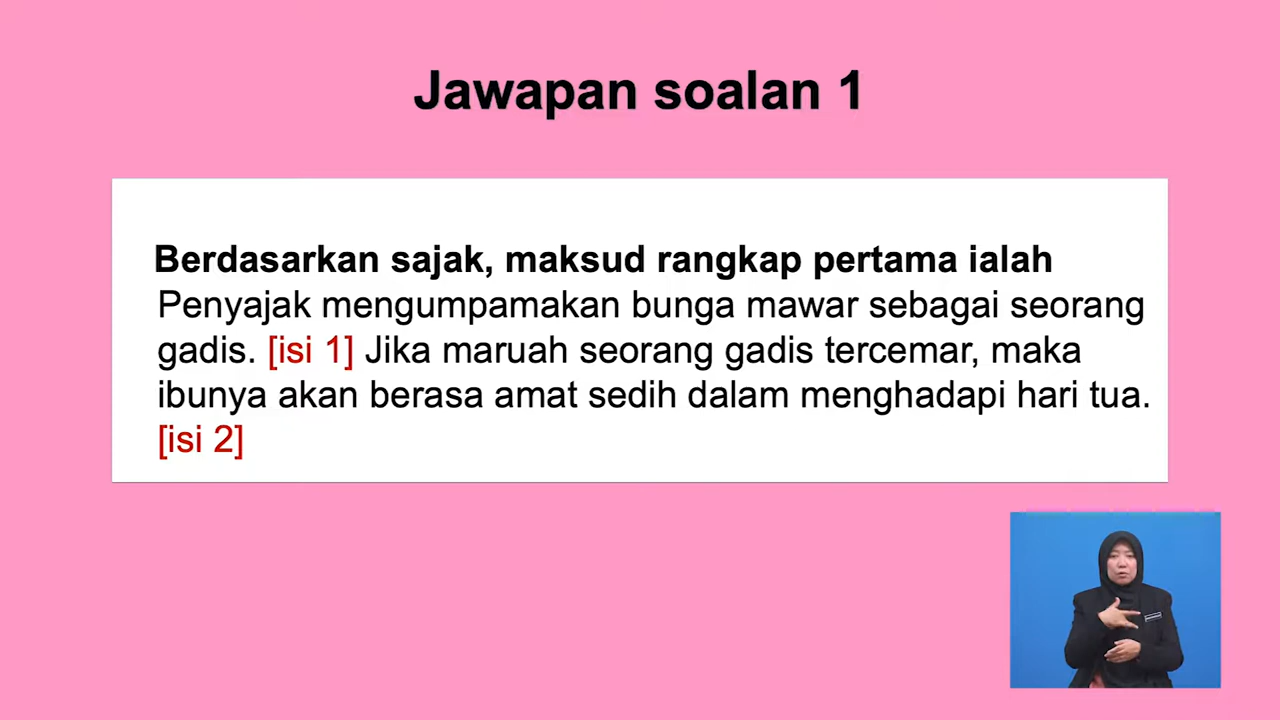 Jawapan soalan 1
Berdasarkan sajak, maksud rangkap pertama ialah
Penyajak mengumpamakan bunga mawar sebagai seorang
gadis. [isi 1] Jika maruah seorang gadis tercemar, maka
ibunya akan berasa amat sedih dalam menghadapi hari tua.
[isi 2]